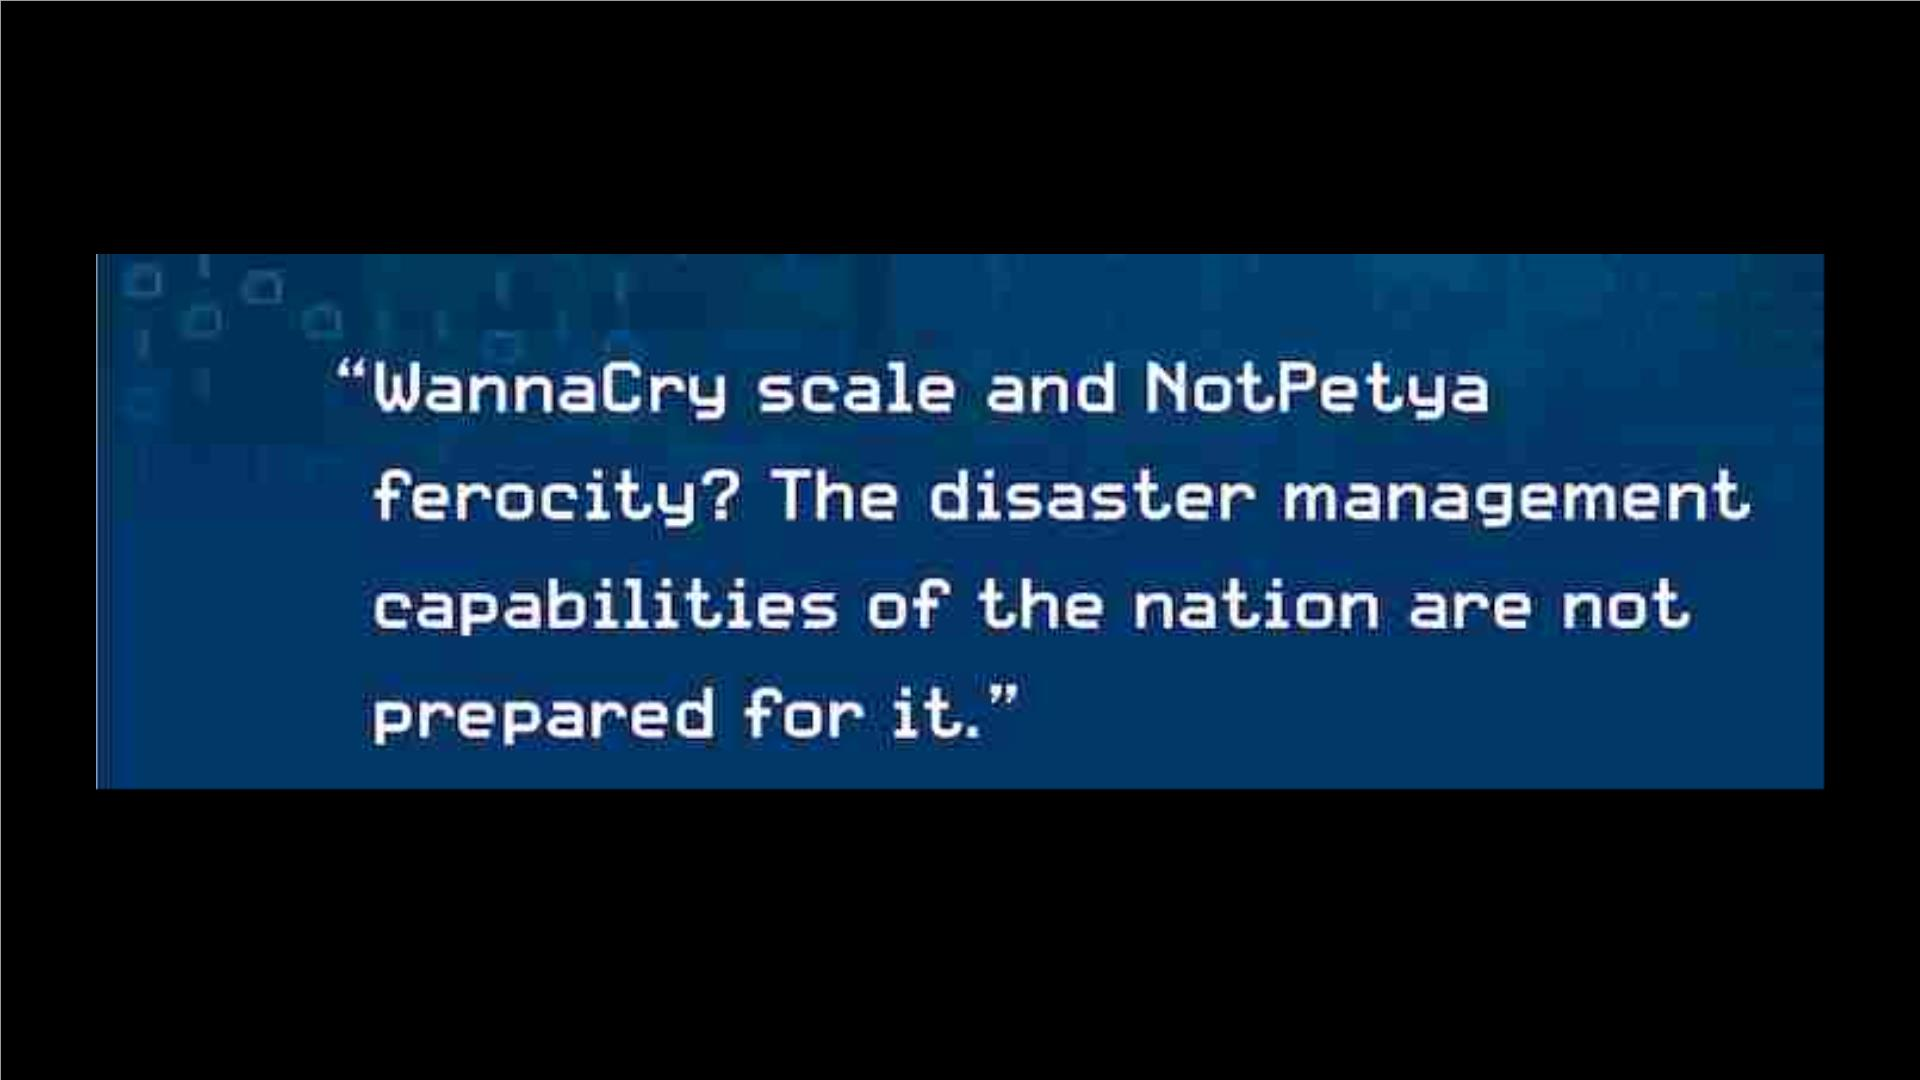 “WannaCry scale and NotPetya
ferocity? The disaster management
capabilities of the nation are not
prepared for it.”